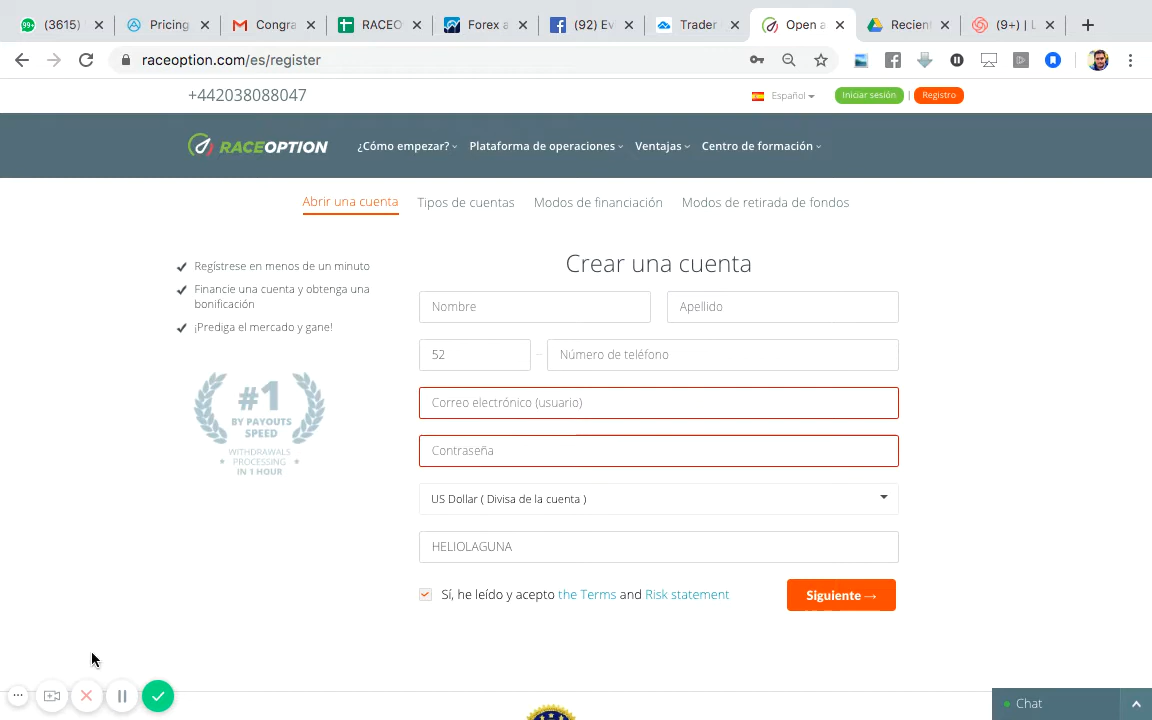 (3615)
Pricing
Congra
RACEO
Forex a
(92) Ev
Trader
Open a
Recien
(9+) | L
raceoption.com/es/register
+442038088047
Español
Iniciar sesión
|
Registro
RACEOPTION
¿Cómo empezar?
Plataforma de operaciones
Ventajas
Centro de formación
Abrir una cuenta
Tipos de cuentas
Modos de financiación
Modos de retirada de fondos
Regístrese en menos de un minuto
Financie una cuenta y obtenga una
bonificación
¡Prediga el mercado y gane!
#1
BY PAYOUTS
SPEED
WITHDRAWALS
PROCESSING
IN 1 HOUR
Crear una cuenta
Nombre
Apellido
52
Número de teléfono
Correo electrónico (usuario)
Contraseña
US Dollar ( Divisa de la cuenta )
HELIOLAGUNA
Sí, he leído y acepto the Terms and Risk statement
Siguiente →
Chat